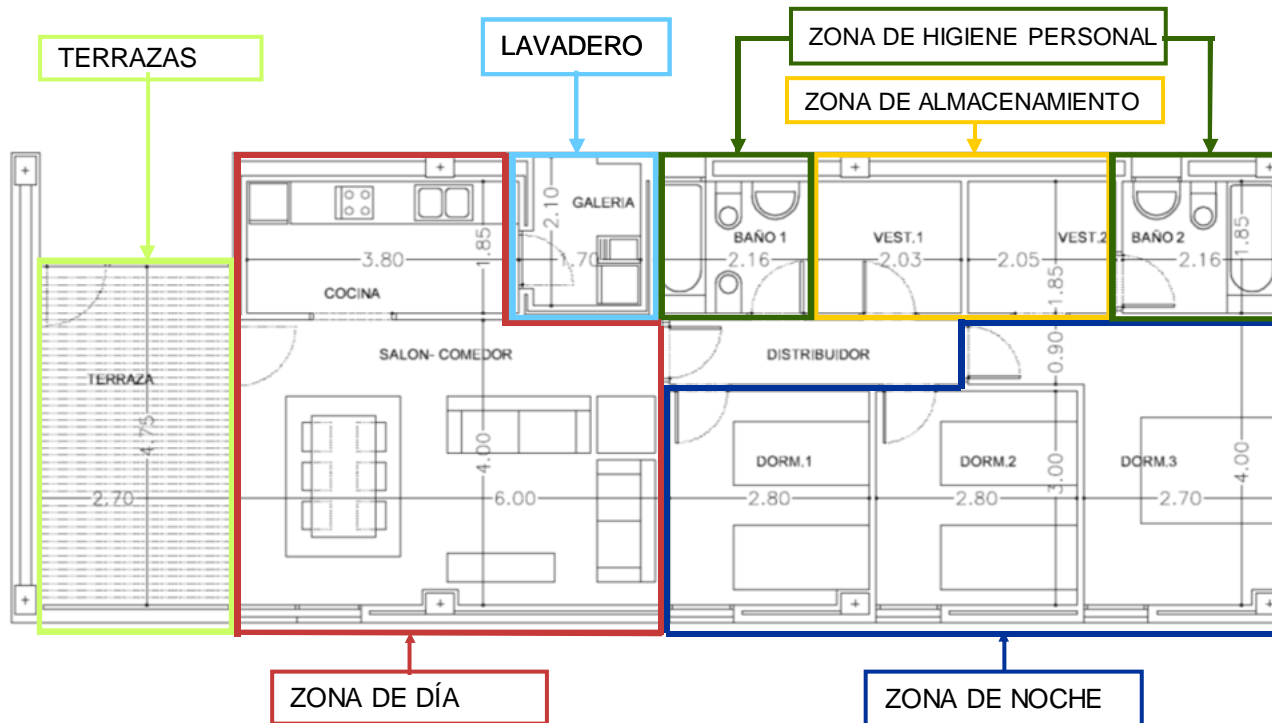 TERRAZAS
LAVADERO
ZONA DE HIGIENE PERSONAL
ZONA DE ALMACENAMIENTO
2.10
GALERIA
1.85
BAÑO 1
VEST.1
VEST.2
BAÑO 2
1.85
3.80
1.70
2.16
2.03
2.05
2.16
COCINA
1.85
SALON- COMEDOR
DISTRIBUIDOR
0.90
TERRAZA
4.75
4.00
DORM.1
DORM.2
DORM.3
3.00
4.00
2.70
6.00
2.80
2.80
2.70
ZONA DE DÍA
ZONA DE NOCHE